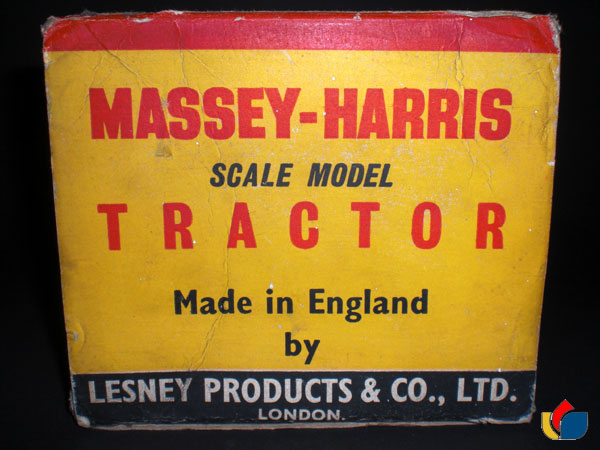 MASSEY-HARRIS
SCALE MODEL
TRACTOR
Made in England
by
LESNEY PRODUCTS & CO., LTD.
LONDON.